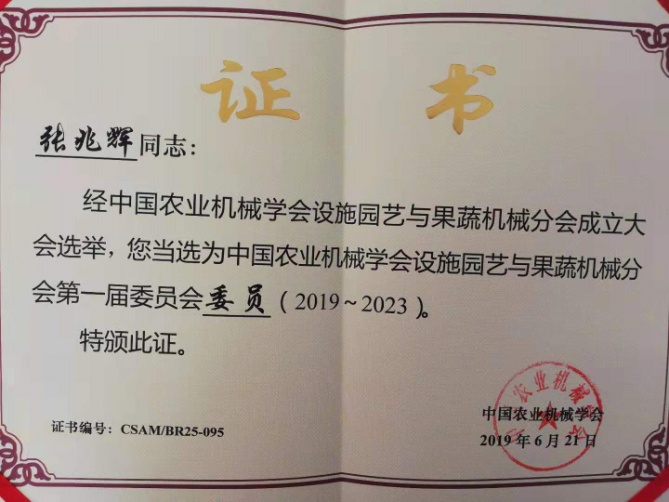 证 书
张兆辉同志：
经中国农业机械学会设施园艺与果蔬机械分会成立大
会选举，您当选为中国农业机械学会设施园艺与果蔬机械分
会第一届委员会委员（2019～2023）。
特颁此证。
证书编号：CSAM/BR25-095
中国农业机械学会
2019年6月21日